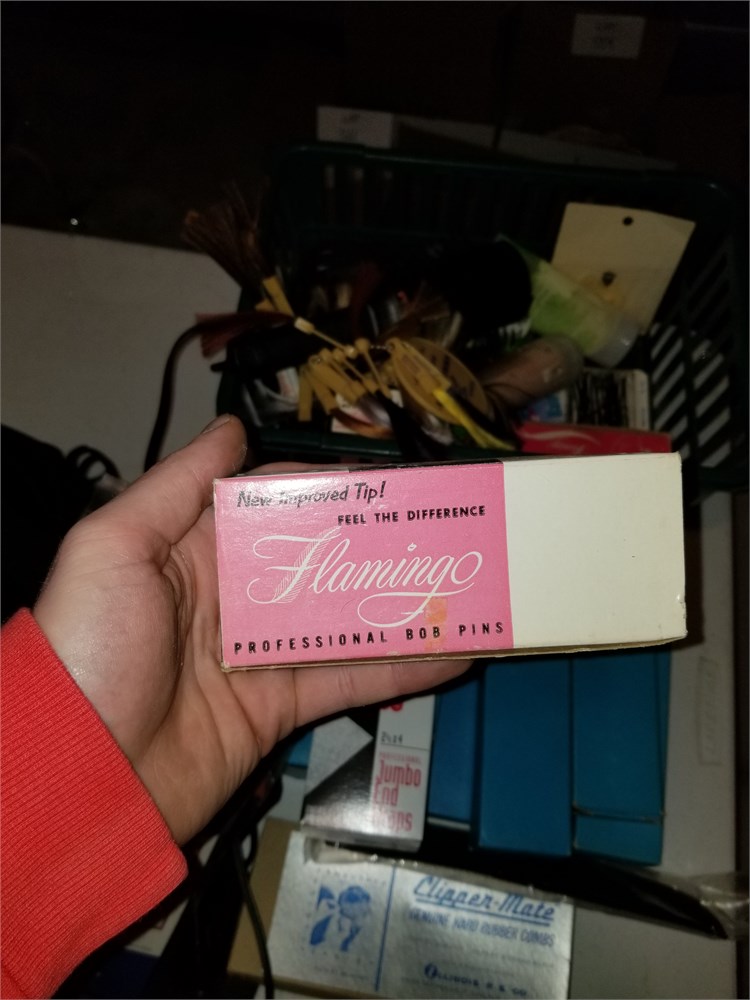 New Improved Tip!
FEEL THE DIFFERENCE
Flamingo
PROFESSIONAL BOB PINS
Jumbo
End
Clipper-Mate
GENUINE HARD RUBBER COMBS